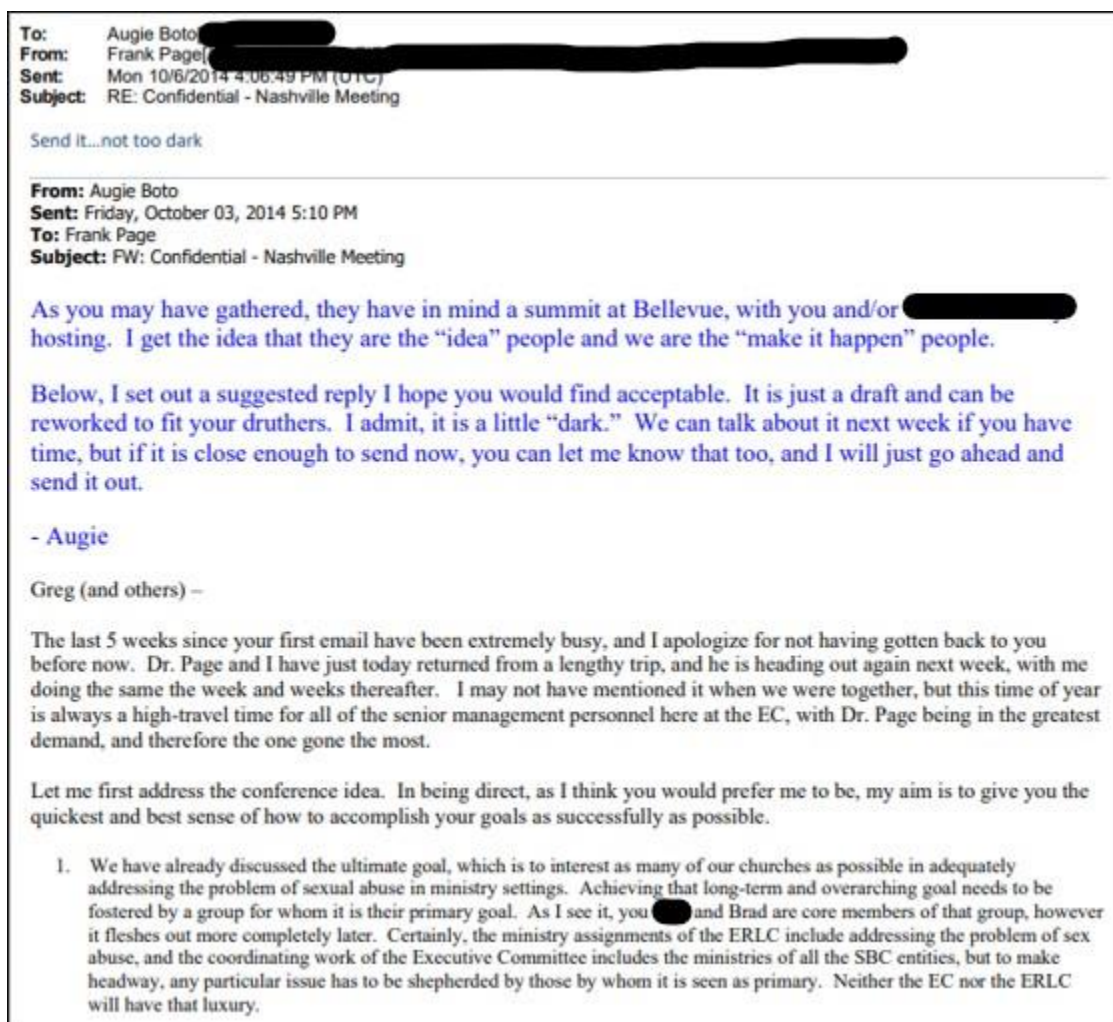 To: Augie Boto
From: Frank Page
Sent: Mon 10/6/2014 4:06:49 PM (UTC)
Subject: RE: Confidential - Nashville Meeting
Send it...not too dark
From: Augie Boto
Sent: Friday, October 03, 2014 5:10 PM
To: Frank Page
Subject: FW: Confidential - Nashville Meeting
As you may have gathered, they have in mind a summit at Bellevue, with you and/or
hosting. I get the idea that they are the “idea” people and we are the “make it happen” people.
Below, I set out a suggested reply I hope you would find acceptable. It is just a draft and can be
reworked to fit your druthers. I admit, it is a little “dark.” We can talk about it next week if you have
time, but if it is close enough to send now, you can let me know that too, and I will just go ahead and
send it out.
- Augie
Greg (and others) –
The last 5 weeks since your first email have been extremely busy, and I apologize for not having gotten back to you
before now. Dr. Page and I have just today returned from a lengthy trip, and he is heading out again next week, with me
doing the same the week and weeks thereafter. I may not have mentioned it when we were together, but this time of year
is always a high-travel time for all of the senior management personnel here at the EC, with Dr. Page being in the greatest
demand, and therefore the one gone the most.
Let me first address the conference idea. In being direct, as I think you would prefer me to be, my aim is to give you the
quickest and best sense of how to accomplish your goals as successfully as possible.
1. We have already discussed the ultimate goal, which is to interest as many of our churches as possible in adequately
addressing the problem of sexual abuse in ministry settings. Achieving that long-term and overarching goal needs to be
fostered by a group for whom it is their primary goal. As I see it, you and Brad are core members of that group, however
it fleshes out more completely later. Certainly, the ministry assignments of the ERLC include addressing the problem of sex
abuse, and the coordinating work of the Executive Committee includes the ministries of all the SBC entities, but to make
headway, any particular issue has to be shepherded by those by whom it is seen as primary. Neither the EC nor the ERLC
will have that luxury.